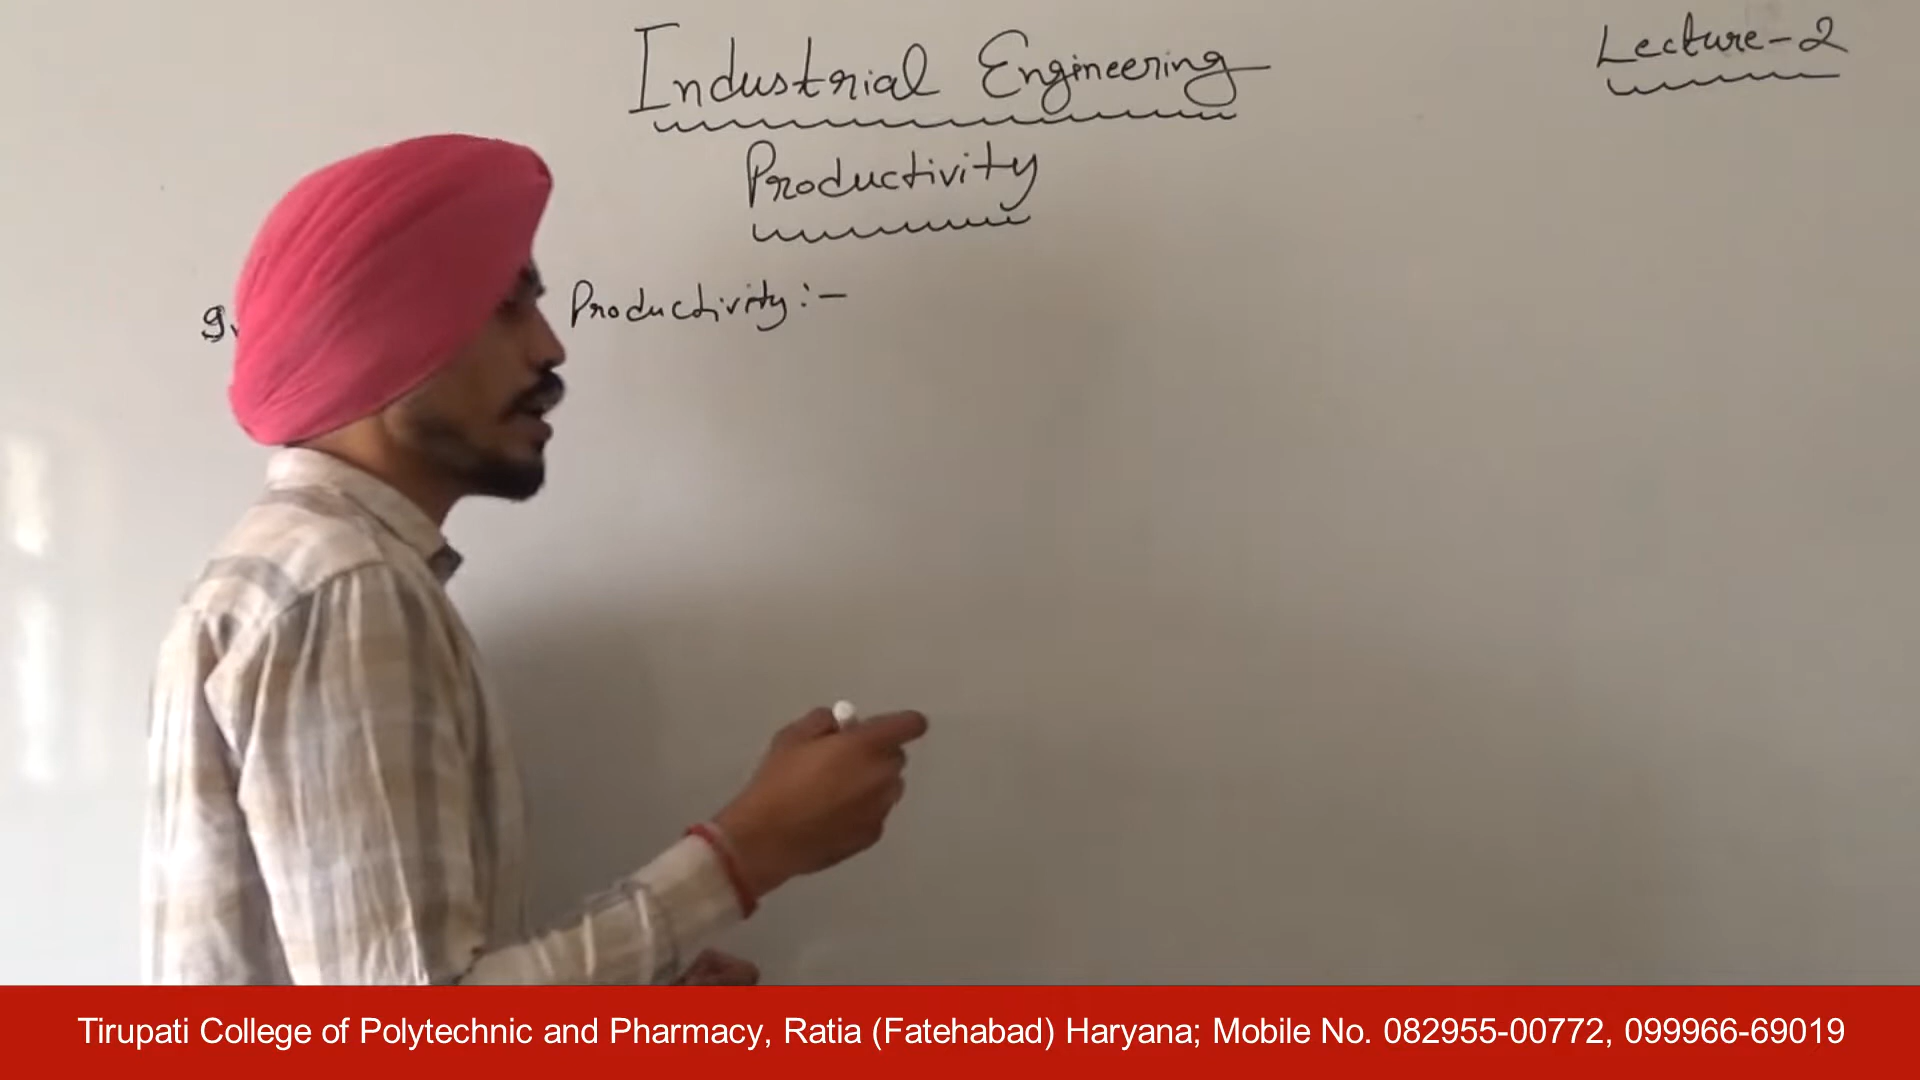 Industrial Engineering
Lecture-2
Productivity
Productivity:-
Tirupati College of Polytechnic and Pharmacy, Ratia (Fatehabad) Haryana; Mobile No. 082955-00772, 099966-69019